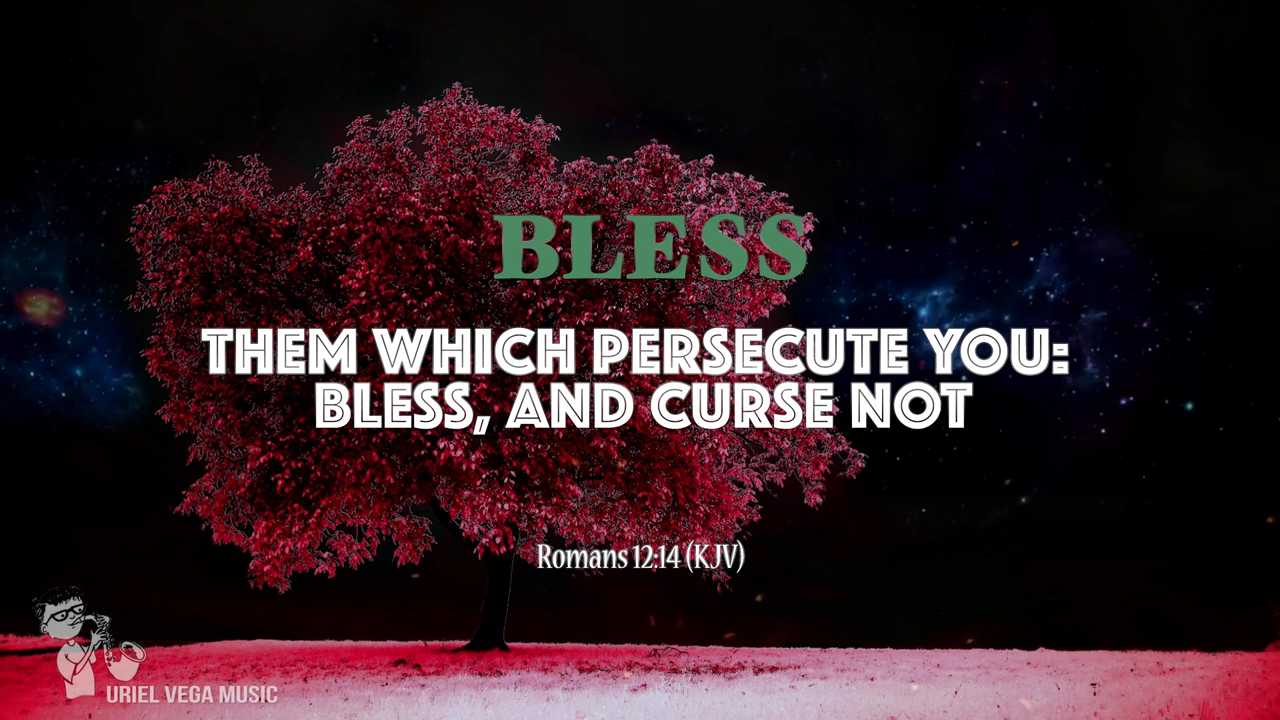 BLESS
THEM WHICH PERSECUTE YOU:
BLESS, AND CURSE NOT
Romans 12:14 (KJV)
URIEL VEGA MUSIC